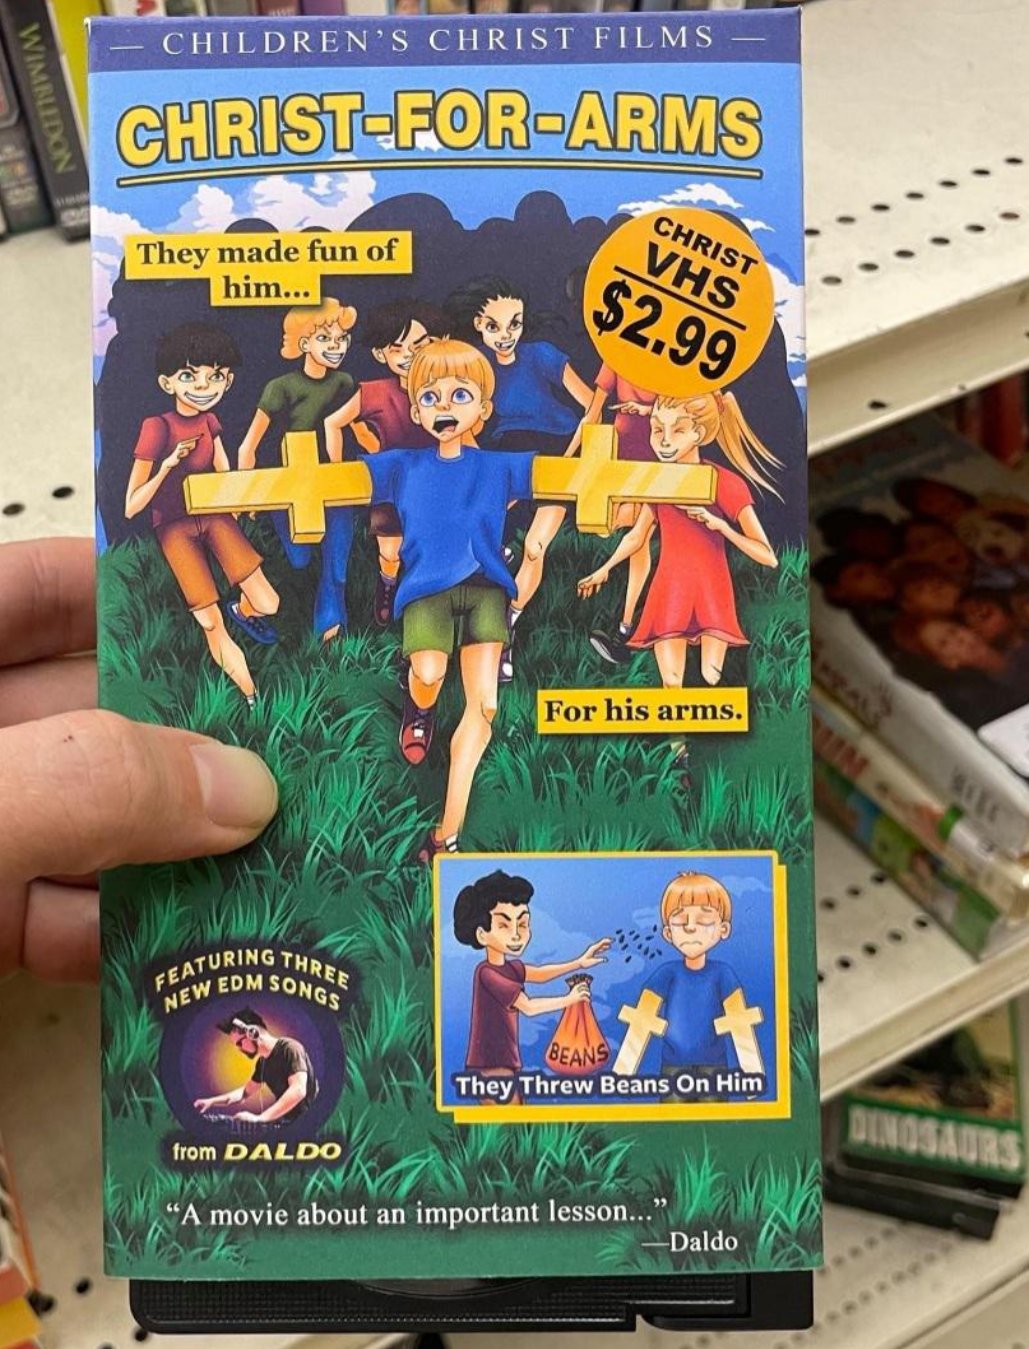 WIMBLEDON
— CHILDREN'S CHRIST FILMS —
CHRIST-FOR-ARMS
They made fun of
him...
CHRIST
VHS
$2.99
For his arms.
BEANS
They Threw Beans On Him
FEATURING THREE
NEW EDM SONGS
from DALDO
“A movie about an important lesson...”
—Daldo
DINOSAURS